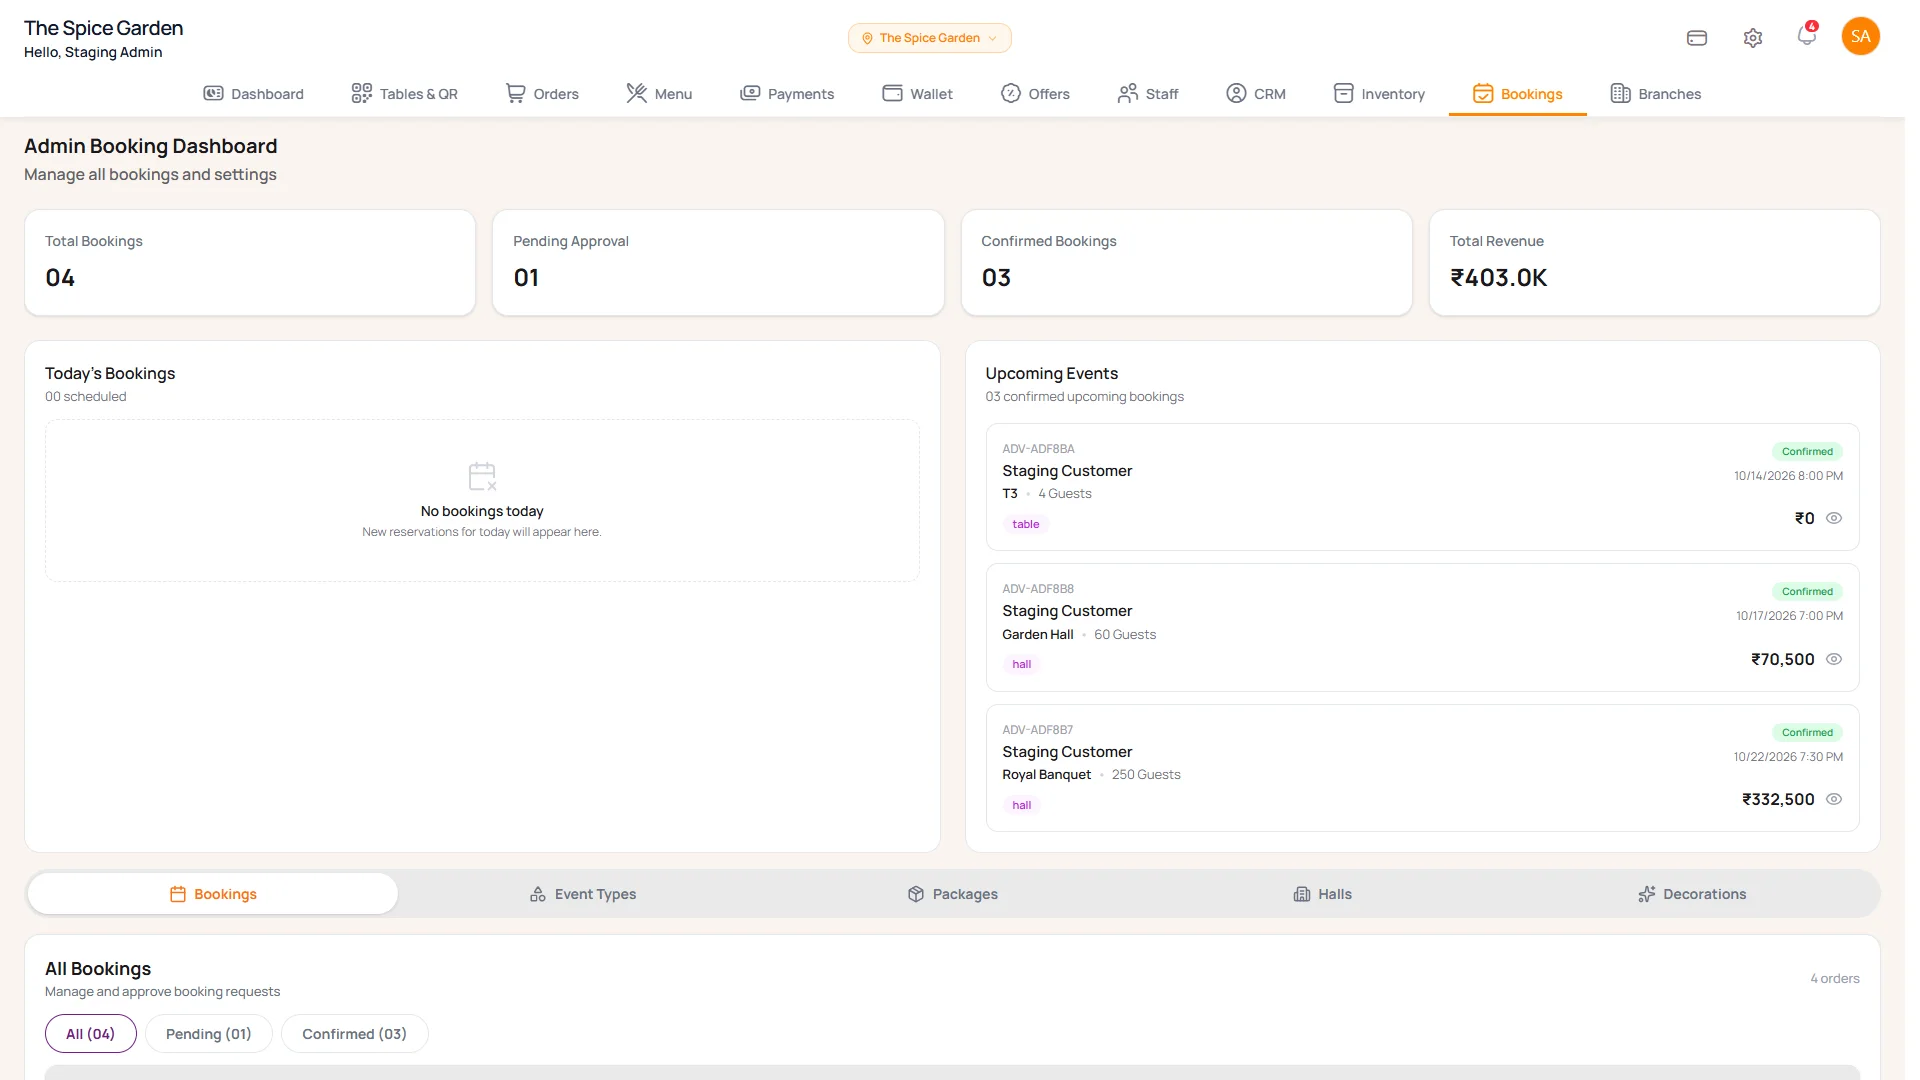 The Spice Garden
Hello, Staging Admin
The Spice Garden
4
SA
Dashboard
Tables & QR
Orders
Menu
Payments
Wallet
Offers
Staff
CRM
Inventory
Bookings
Branches
Admin Booking Dashboard
Manage all bookings and settings
Total Bookings
04
Pending Approval
01
Confirmed Bookings
03
Total Revenue
₹403.0K
Today's Bookings
00 scheduled
No bookings today
New reservations for today will appear here.
Upcoming Events
03 confirmed upcoming bookings
ADV-ADF8BA
Confirmed
Staging Customer
10/14/2026 8:00 PM
T3 • 4 Guests
table
₹0
ADV-ADF8B8
Confirmed
Staging Customer
10/17/2026 7:00 PM
Garden Hall • 60 Guests
hall
₹70,500
ADV-ADF8B7
Confirmed
Staging Customer
10/22/2026 7:30 PM
Royal Banquet • 250 Guests
hall
₹332,500
Bookings
Event Types
Packages
Halls
Decorations
All Bookings
Manage and approve booking requests
4 orders
All (04)
Pending (01)
Confirmed (03)